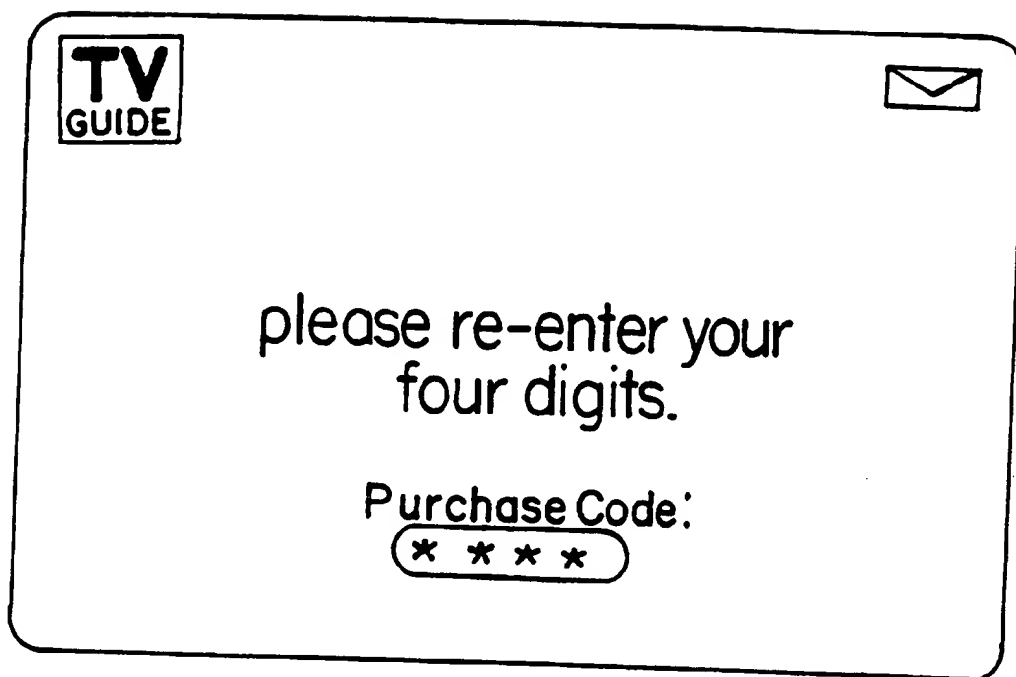 TV
GUIDE
please re-enter your
four digits.
Purchase Code:
* * * *